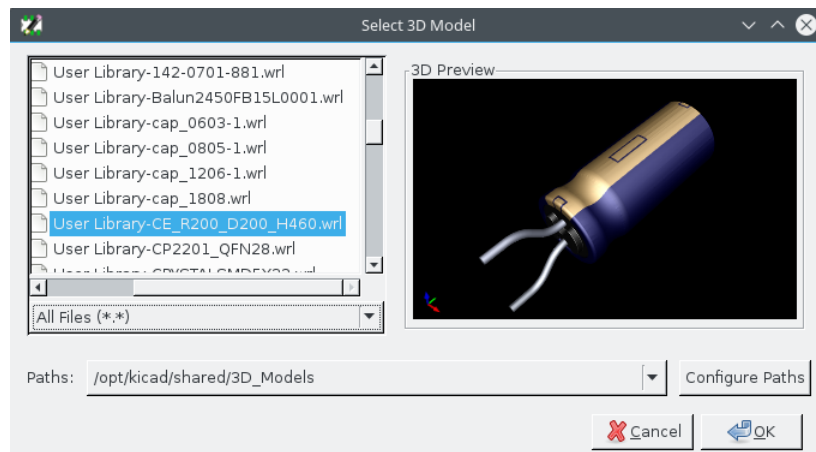 Select 3D Model
User Library-142-0701-881.wrl
User Library-Balun2450FB15L0001.wrl
User Library-cap_0603-1.wrl
User Library-cap_0805-1.wrl
User Library-cap_1206-1.wrl
User Library-cap_1808.wrl
User Library-CE_R200_D200_H460.wrl
User Library-CP2201_QFN28.wrl
All Files (*.*)
3D Preview
Paths: /opt/kicad/shared/3D_Models
Configure Paths
Cancel
OK